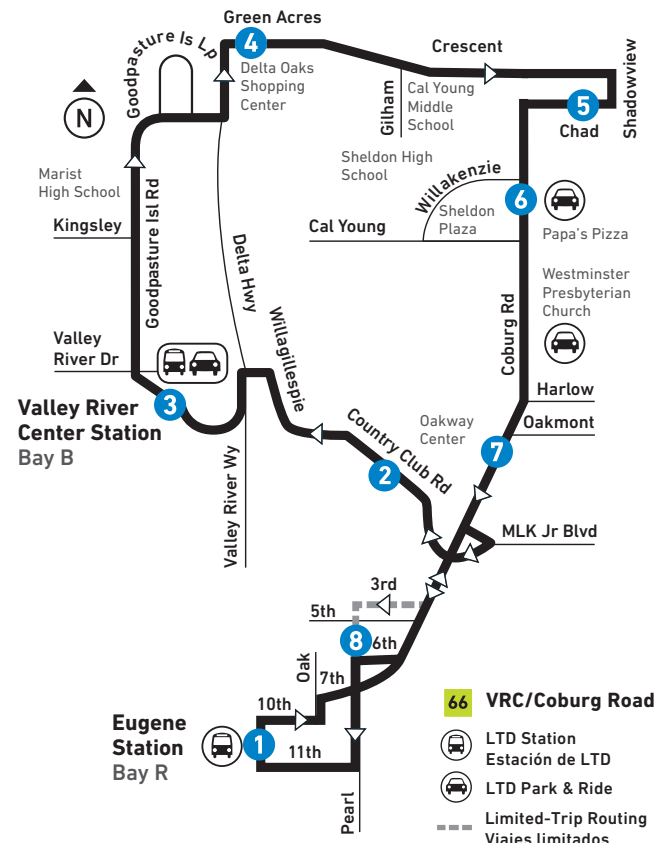 Green Acres
4
Goodpasture Is Lp
Delta Oaks
Shopping
Center
Crescent
Shadowview
Gilham
Cal Young
Middle
School
5
Chad
N
Sheldon High
School
Marist
High School
Willakenzie
6
Sheldon
Plaza
Papa's Pizza
Kingsley
Goodpasture Isl Rd
Delta Hwy
Cal Young
Westminster
Presbyterian
Church
Coburg Rd
Valley
River Dr
Willagillespie
Harlow
3
Valley River
Center Station
Bay B
Country Club Rd
Oakway
Center
Oakmont
7
2
Valley River Wy
MLK Jr Blvd
3rd
5th
8
6th
Oak
7th
10th
Eugene
Station
Bay R
1
11th
Pearl
66 VRC/Coburg Road
LTD Station
Estación de LTD
LTD Park & Ride
Limited-Trip Routing
Viajes limitados